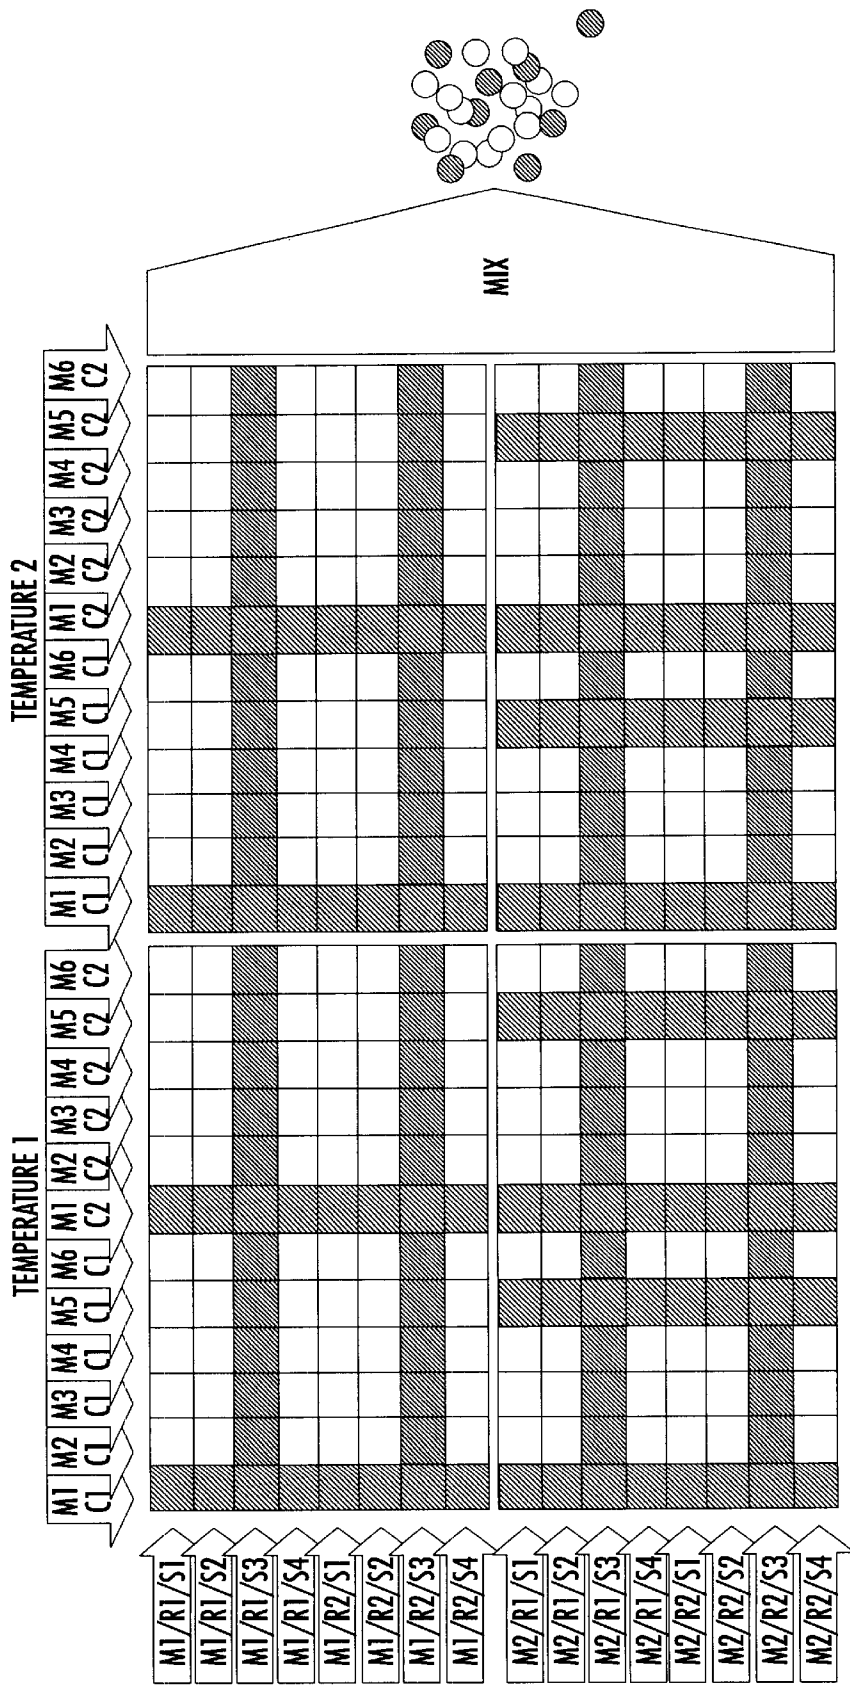 TEMPERATURE 1
TEMPERATURE 2
M1 M2 M3 M4 M5 M6 M1 M2 M3 M4 M5 M6
C1 C1 C1 C1 C1 C1 C2 C2 C2 C2 C2 C2
M1 M2 M3 M4 M5 M6 M1 M2 M3 M4 M5 M6
C1 C1 C1 C1 C1 C1 C2 C2 C2 C2 C2 C2
M1/R1/S1
M1/R1/S2
M1/R1/S3
M1/R1/S4
M1/R2/S1
M1/R2/S2
M1/R2/S3
M1/R2/S4
M2/R1/S1
M2/R1/S2
M2/R1/S3
M2/R1/S4
M2/R2/S1
M2/R2/S2
M2/R2/S3
M2/R2/S4
MIX